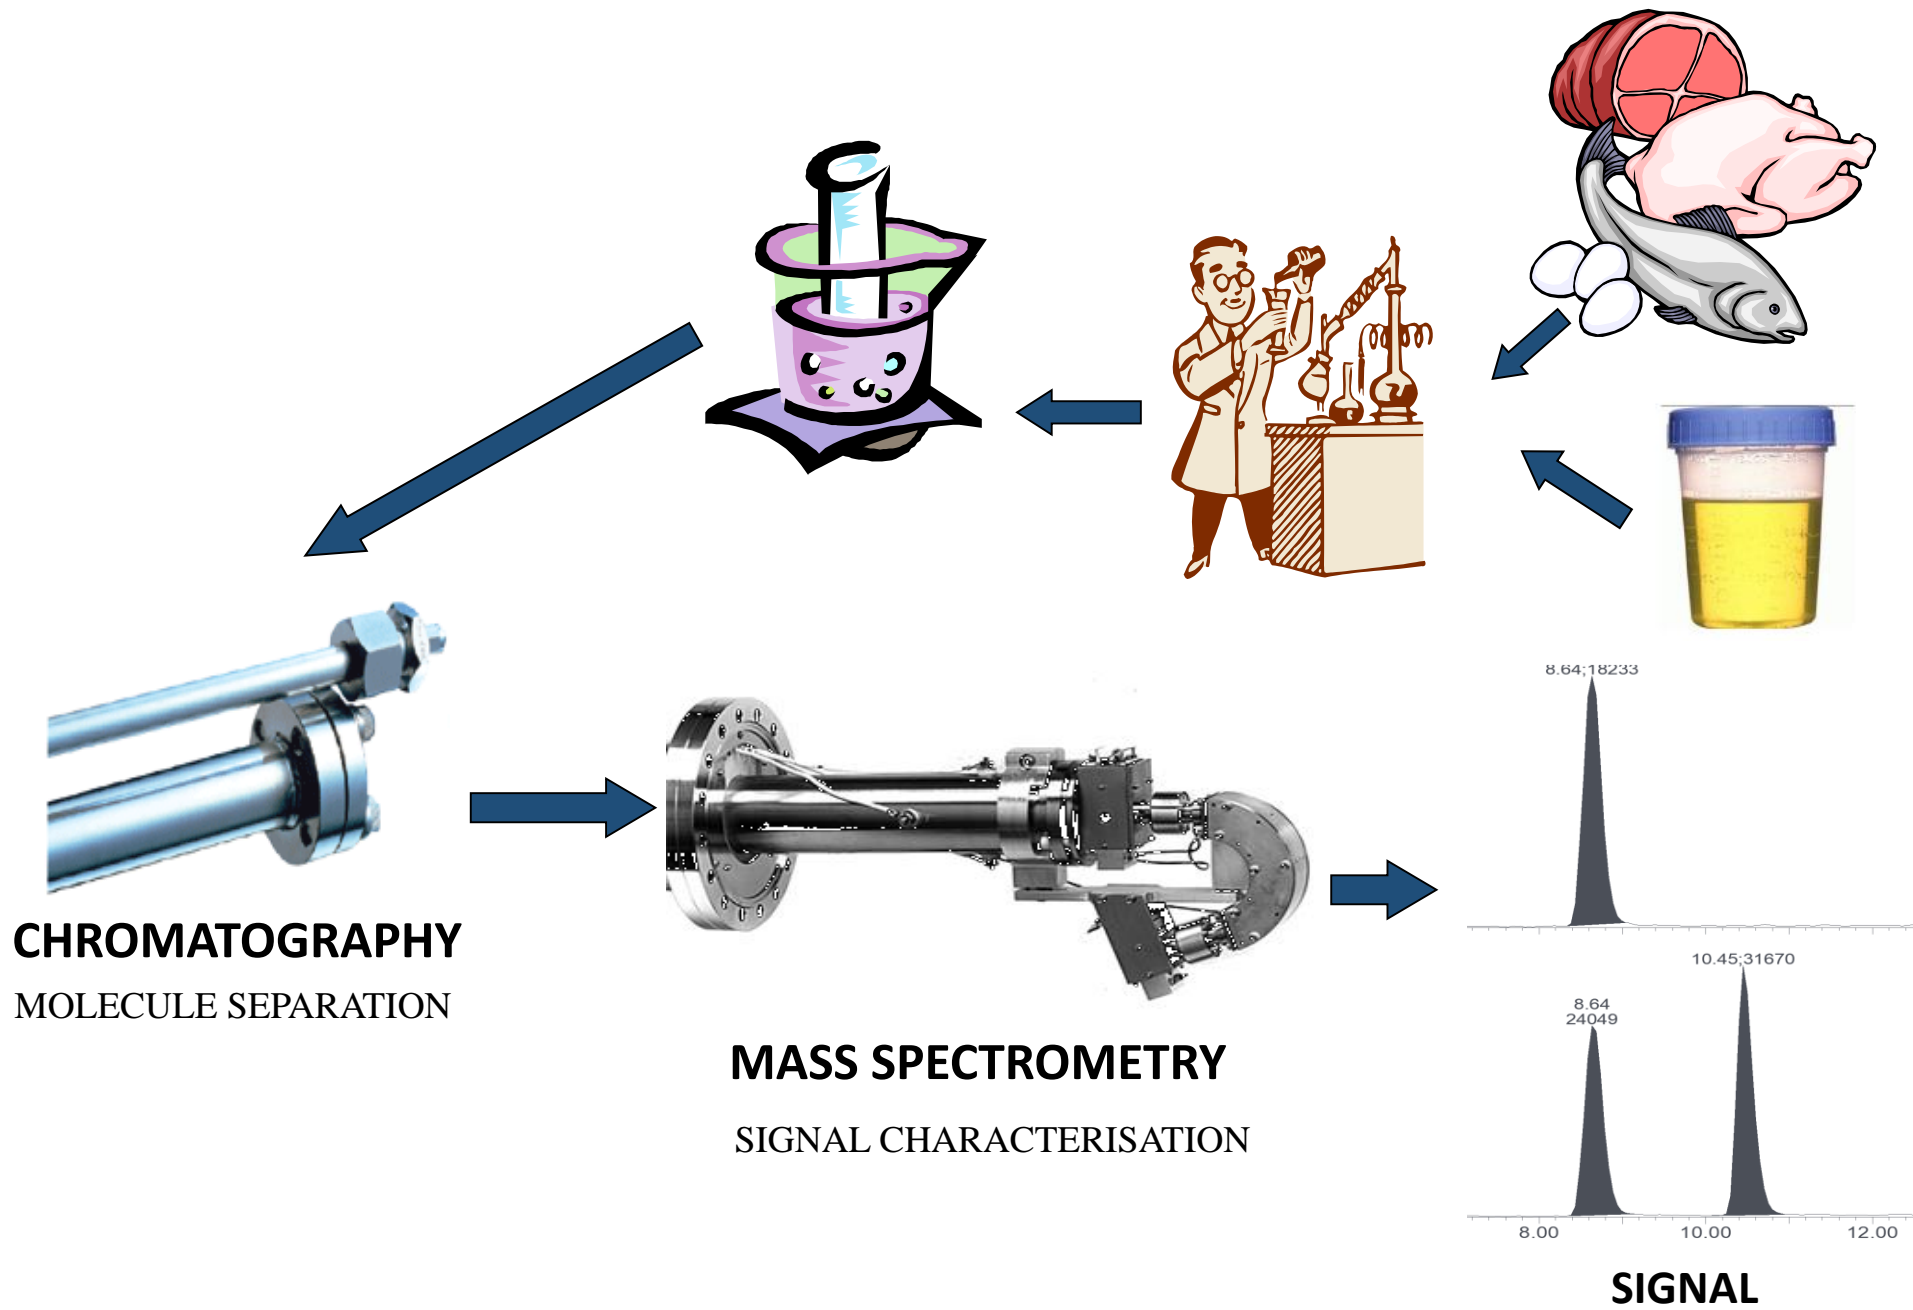 8.64;18233
CHROMATOGRAPHY
MOLECULE SEPARATION
10.45;31670
8.64
24049
MASS SPECTROMETRY
SIGNAL CHARACTERISATION
8.00 10.00 12.00
SIGNAL